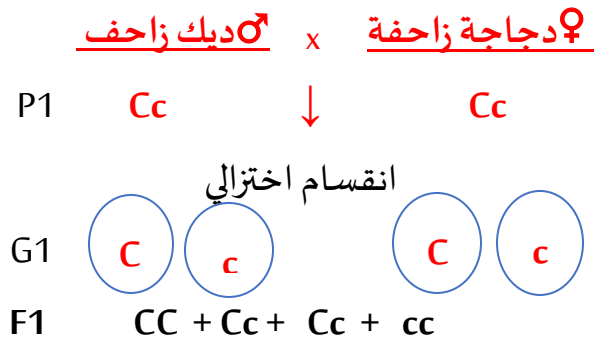 ♂ديك زاحف x ♀دجاجة زاحفة
P1 Cc ↓ Cc
انقسام اختزالي
G1 C c C c
F1 CC + Cc + Cc + cc